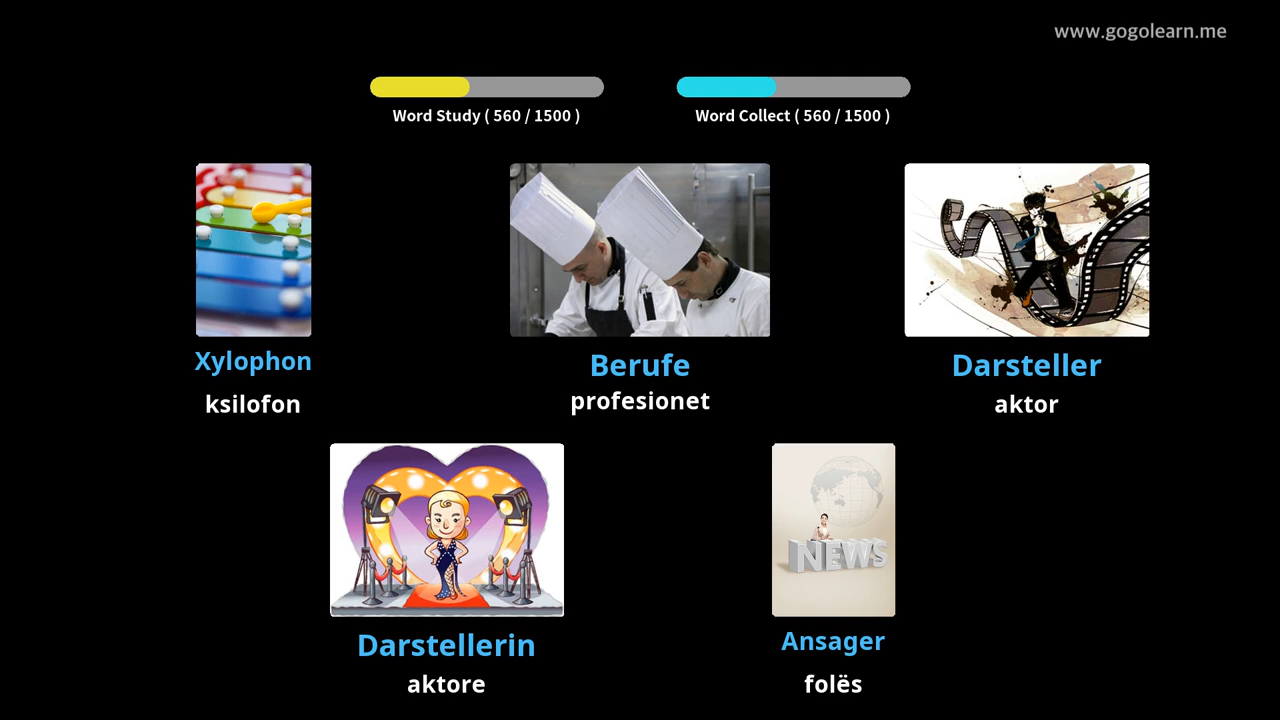 www.gogolearn.me
Word Study ( 560 / 1500 )
Word Collect ( 560 / 1500 )
Xylophon
ksilofon
Berufe
profesionet
Darsteller
aktor
Darstellerin
aktore
NEWS
Ansager
folës